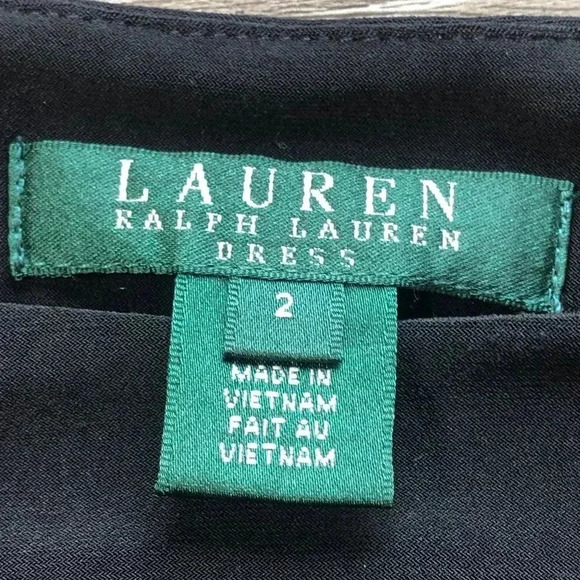 LAUREN
RALPH LAUREN
DRESS
2
MADE IN
VIETNAM
FAIT AU
VIETNAM